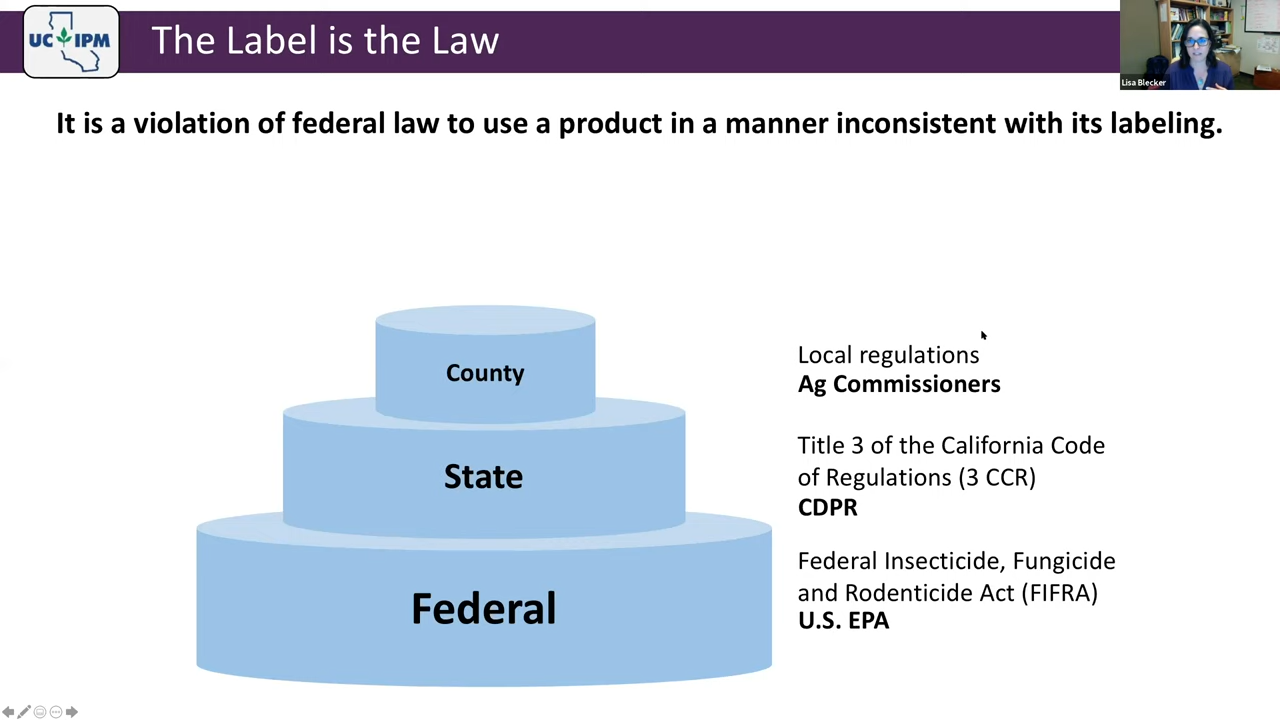 UC IPM
The Label is the Law
Lisa Blecker
It is a violation of federal law to use a product in a manner inconsistent with its labeling.
County
Local regulations
Ag Commissioners
State
Title 3 of the California Code
of Regulations (3 CCR)
CDPR
Federal
Federal Insecticide, Fungicide
and Rodenticide Act (FIFRA)
U.S. EPA